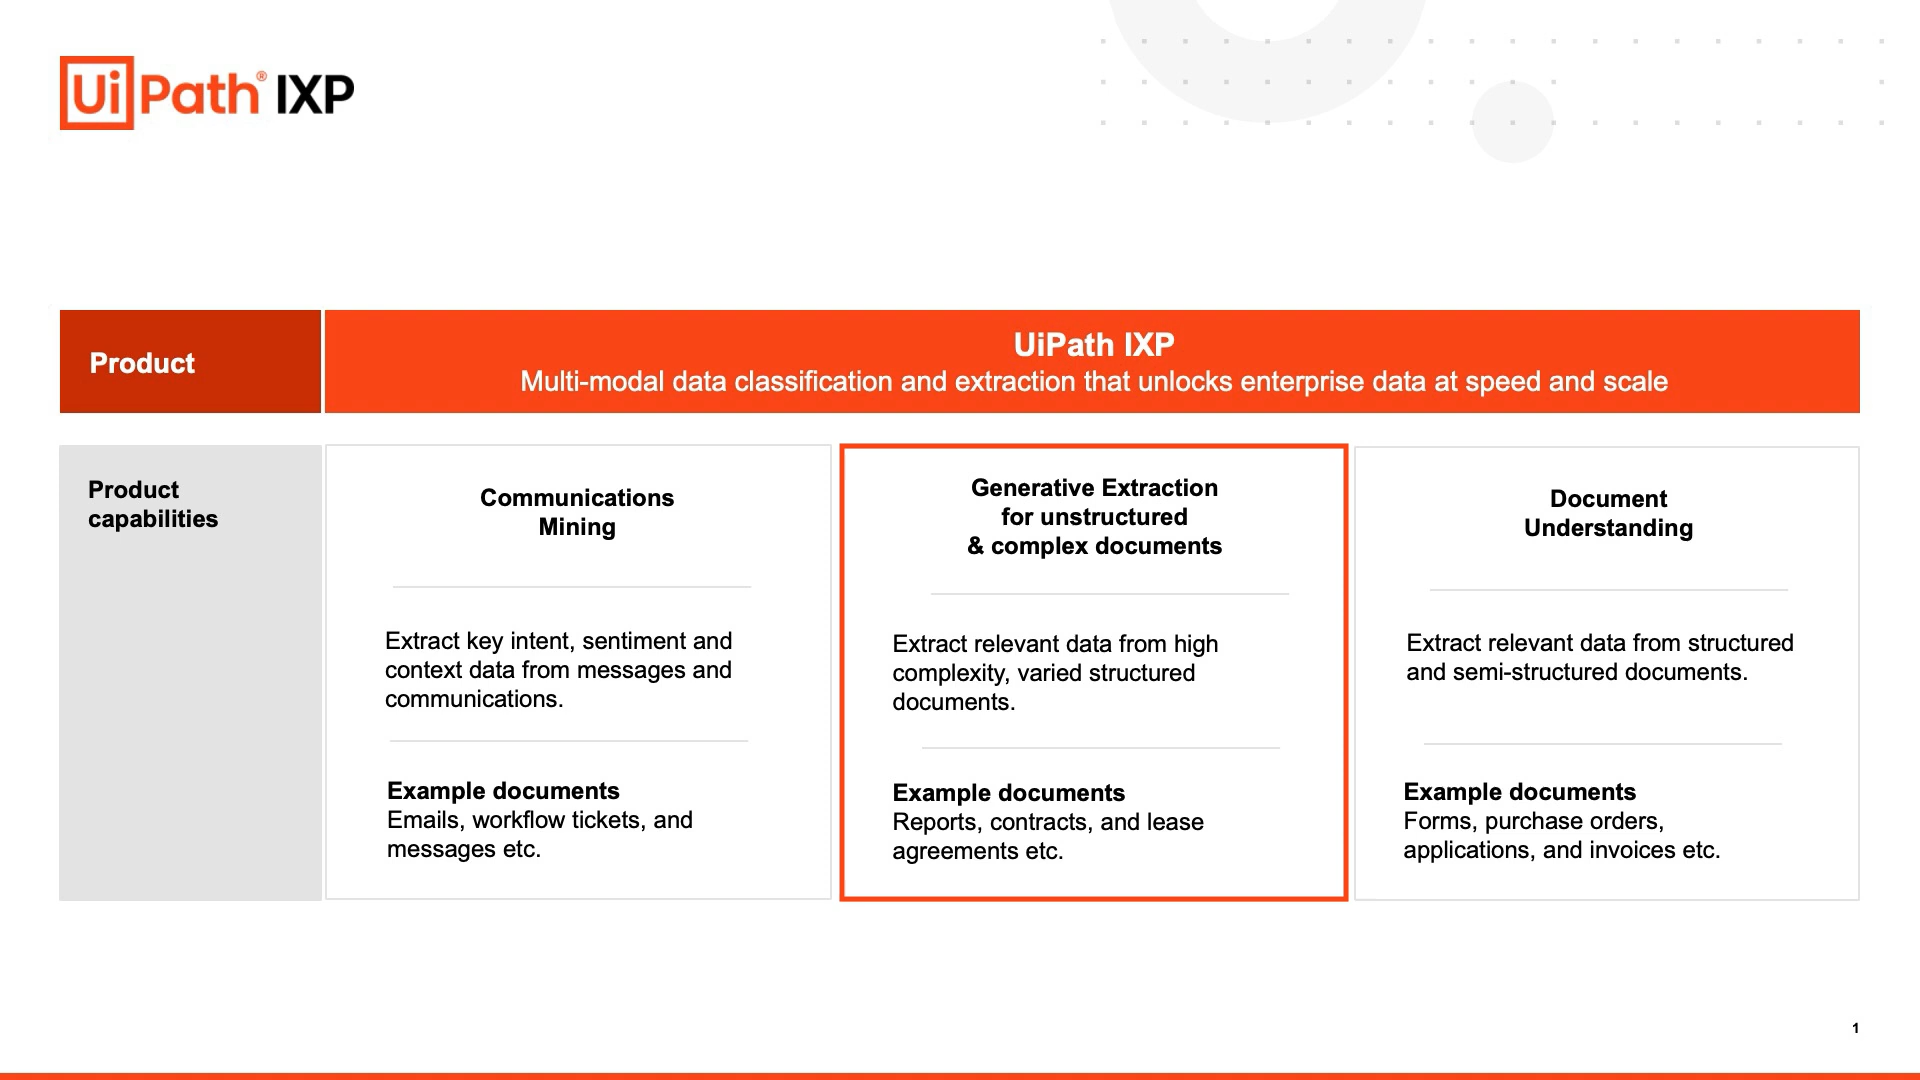 UiPath® IXP
Product
UiPath IXP
Multi-modal data classification and extraction that unlocks enterprise data at speed and scale
Product
capabilities
Communications
Mining
Extract key intent, sentiment and
context data from messages and
communications.
Example documents
Emails, workflow tickets, and
messages etc.
Generative Extraction
for unstructured
& complex documents
Extract relevant data from high
complexity, varied structured
documents.
Example documents
Reports, contracts, and lease
agreements etc.
Document
Understanding
Extract relevant data from structured
and semi-structured documents.
Example documents
Forms, purchase orders,
applications, and invoices etc.
1